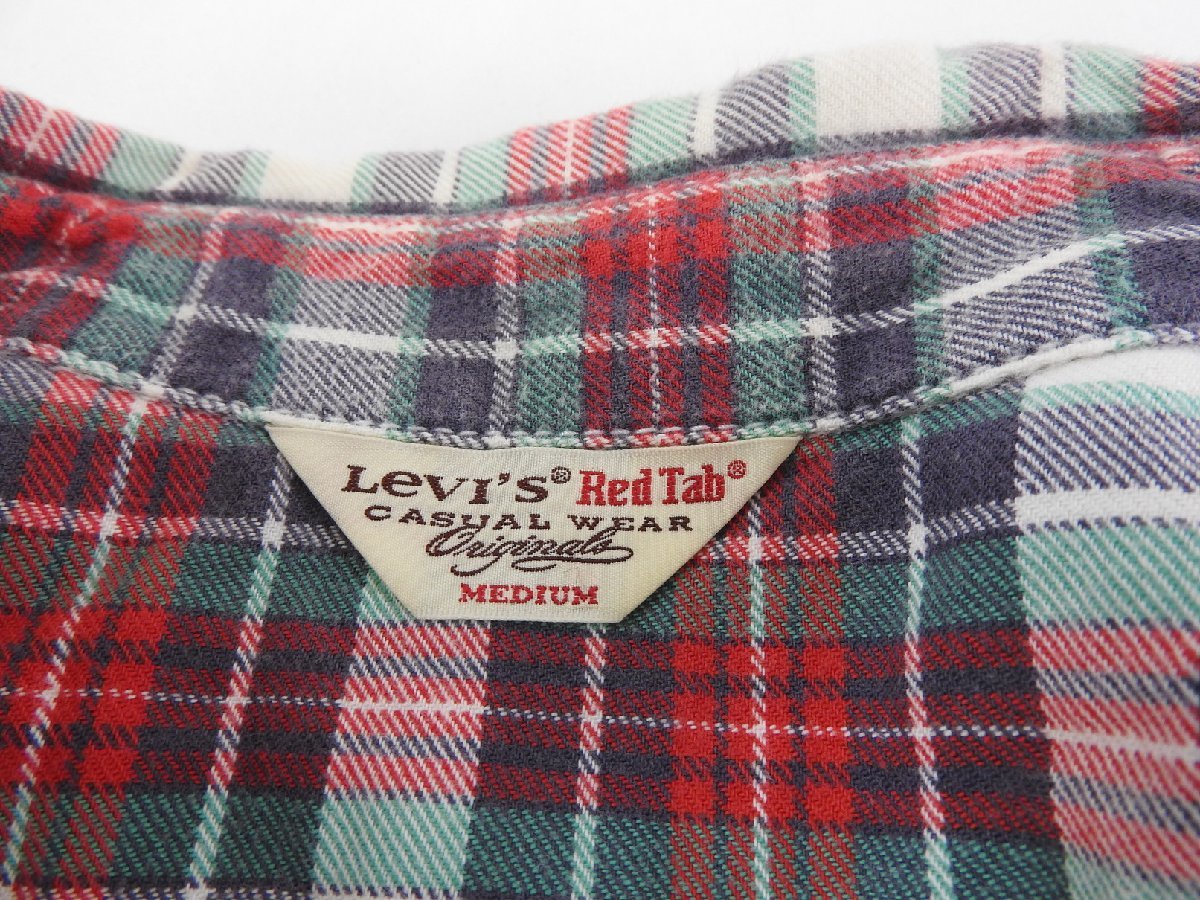 Levi's® Red Tab®
CASUAL WEAR
Originals
MEDIUM